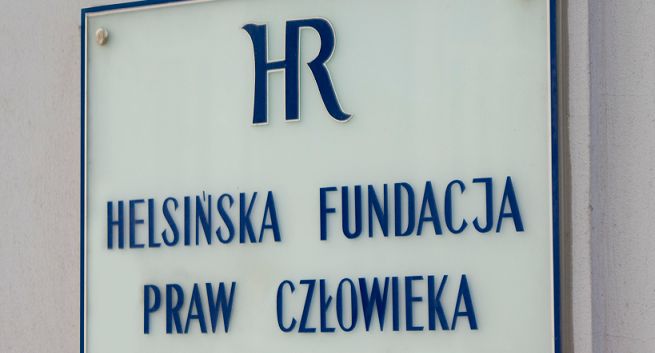 HR
HELSIŃSKA FUNDACJA
PRAW CZŁOWIEKA